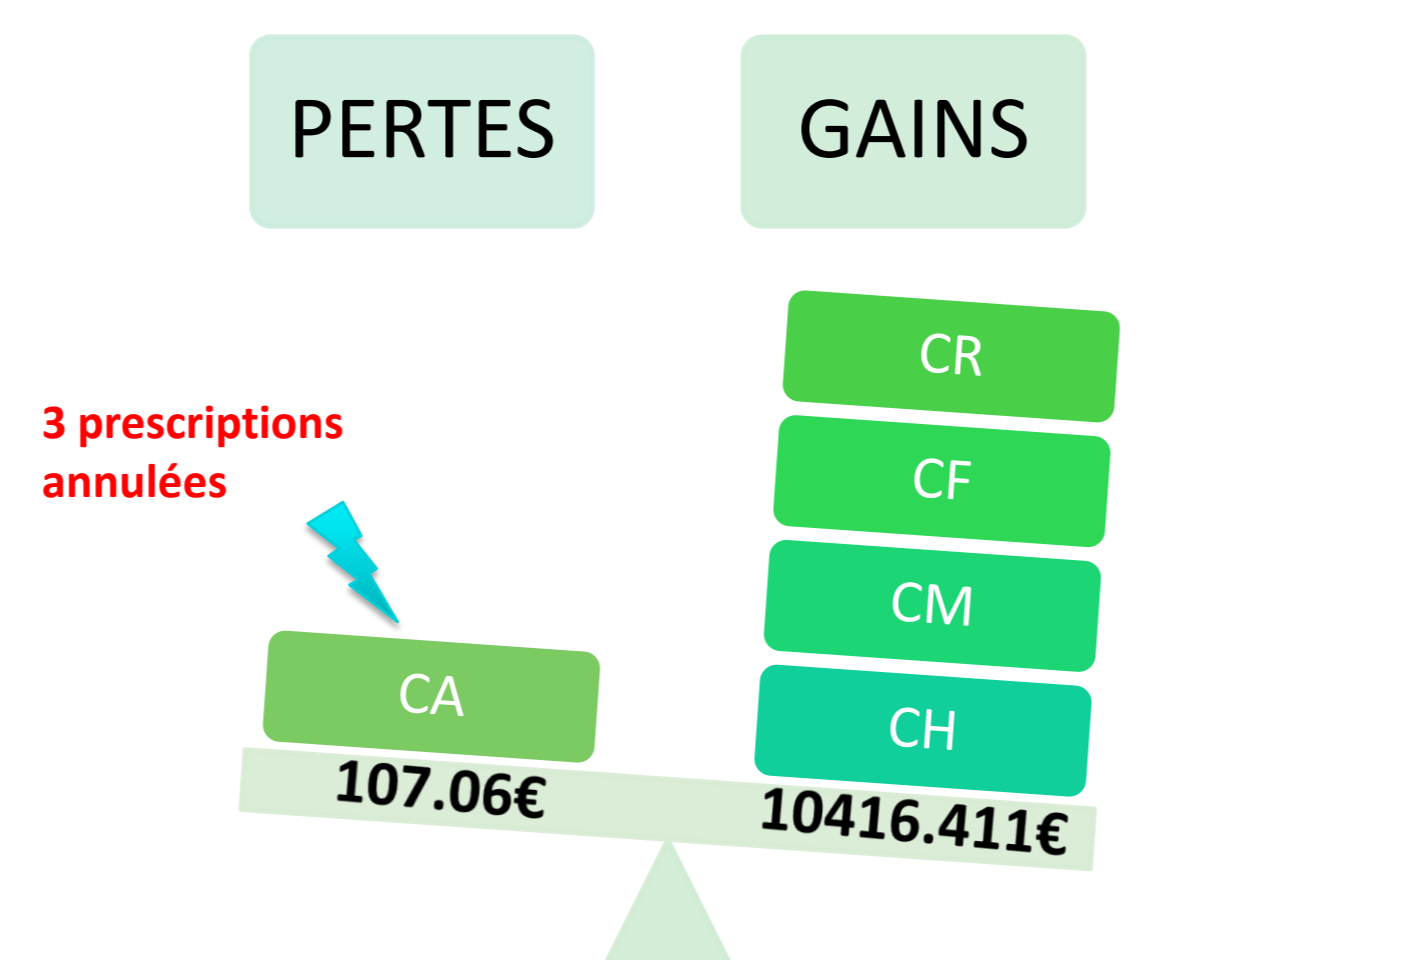 PERTES
GAINS
3 prescriptions
annulées
CA
107.06€
CR
CF
CM
CH
10416.411€